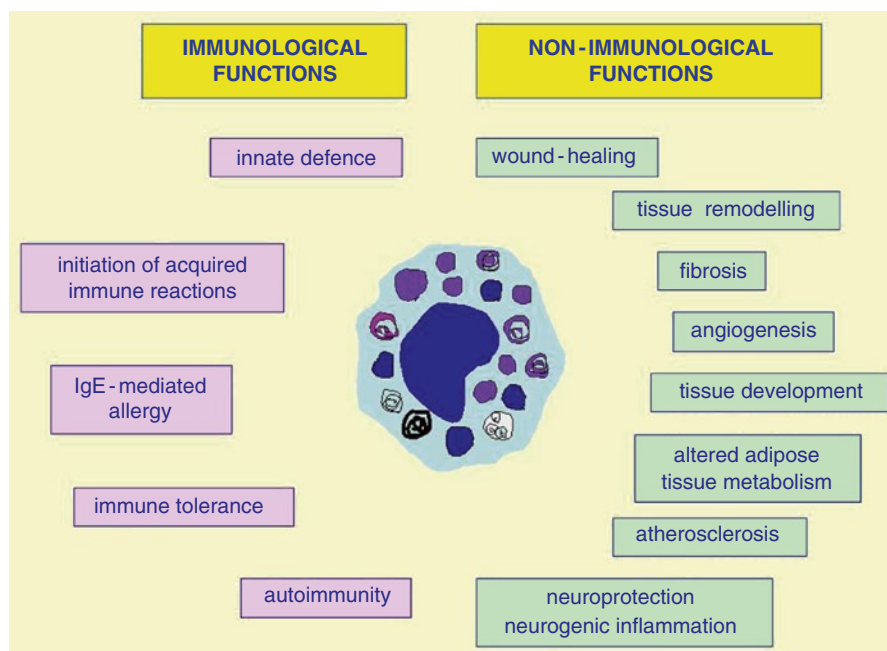 IMMUNOLOGICAL
FUNCTIONS
innate defence
initiation of acquired
immune reactions
IgE-mediated
allergy
immune tolerance
autoimmunity
NON-IMMUNOLOGICAL
FUNCTIONS
wound-healing
tissue remodelling
fibrosis
angiogenesis
tissue development
altered adipose
tissue metabolism
atherosclerosis
neuroprotection
neurogenic inflammation